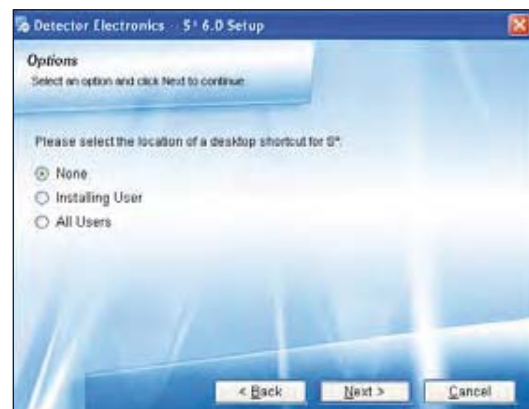 Detector Electronics - S³ 6.0 Setup
Options
Select an option and click Next to continue
Please select the location of a desktop shortcut for S³.
None
Installing User
All Users
< Back
Next >
Cancel